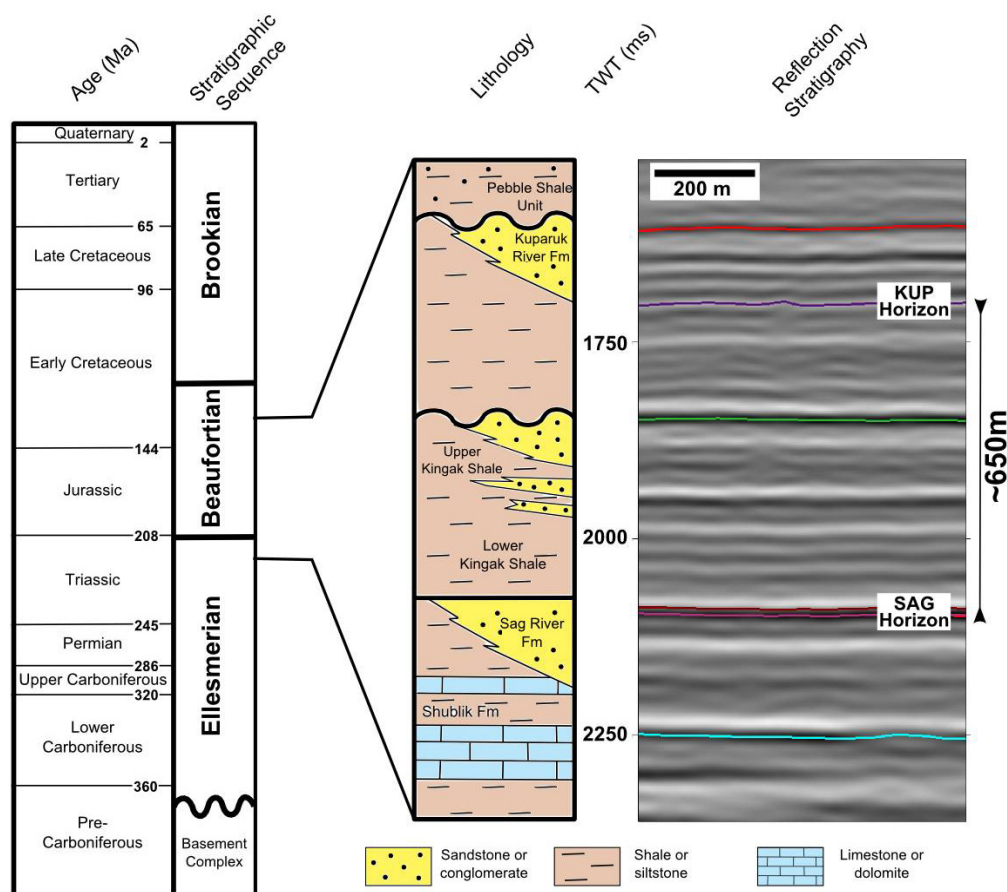 Age (Ma)
Stratigraphic
Sequence
Lithology
TWT (ms)
Reflection
Stratigraphy
Quaternary
2
Tertiary
65
Late Cretaceous
96
Early Cretaceous
144
Jurassic
208
Triassic
245
Permian
286
Upper Carboniferous
320
Lower
Carboniferous
360
Pre-
Carboniferous
Brookian
Beaufortian
Ellesmerian
Basement
Complex
Pebble Shale
Unit
Kuparuk
River Fm
Upper
Kingak Shale
Lower
Kingak Shale
Sag River
Fm
Shublik Fm
1750
2000
2250
200 m
KUP
Horizon
SAG
Horizon
~650m
Sandstone or
conglomerate
Shale or
siltstone
Limestone or
dolomite